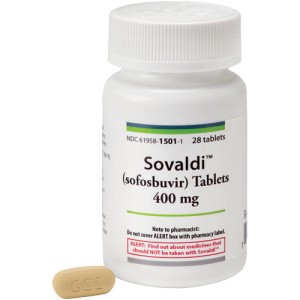 NDC 61958-1501-1 28 tablets
Sovaldi™
(sofosbuvir) Tablets
400 mg
Note to pharmacist:
Do not cover ALERT box with pharmacy label.
ALERT: Find out about medicines that
should NOT be taken with Sovaldi™
GSI